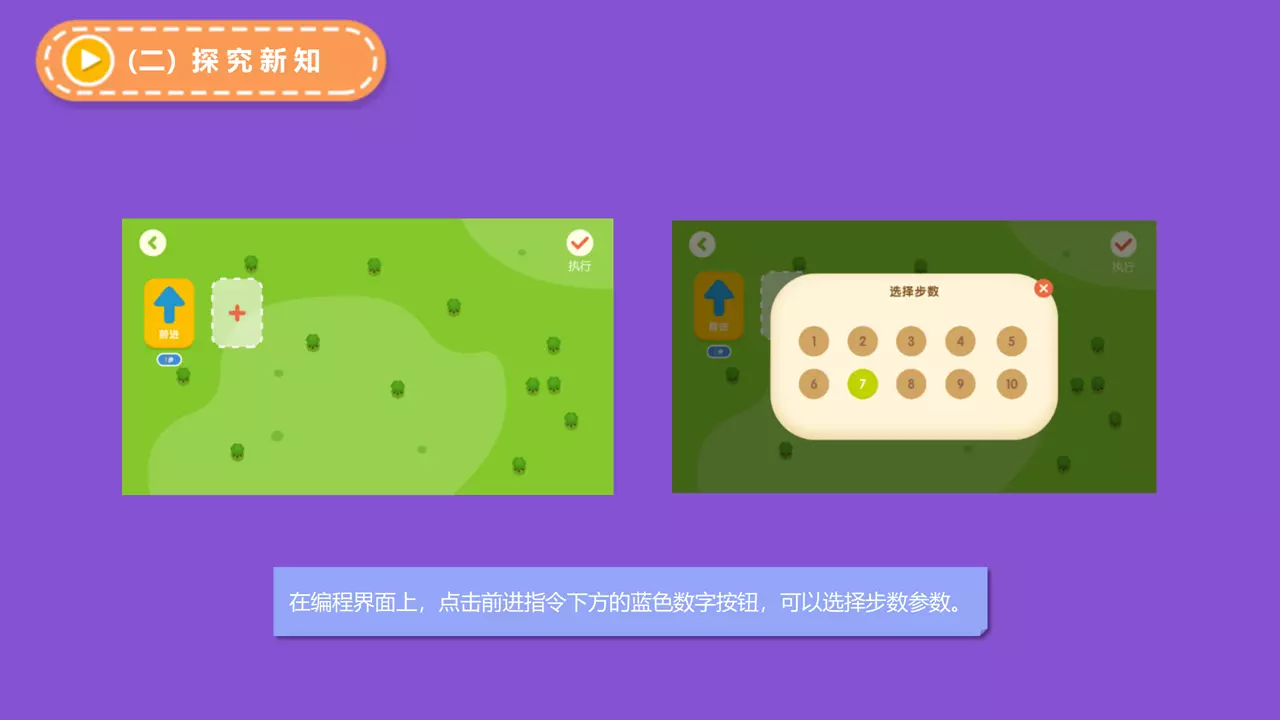 (二) 探究新知
执行
前进
1步
执行
选择步数
前进
1 2 3 4 5
6 7 8 9 10
在编程界面上，点击前进指令下方的蓝色数字按钮，可以选择步数参数。